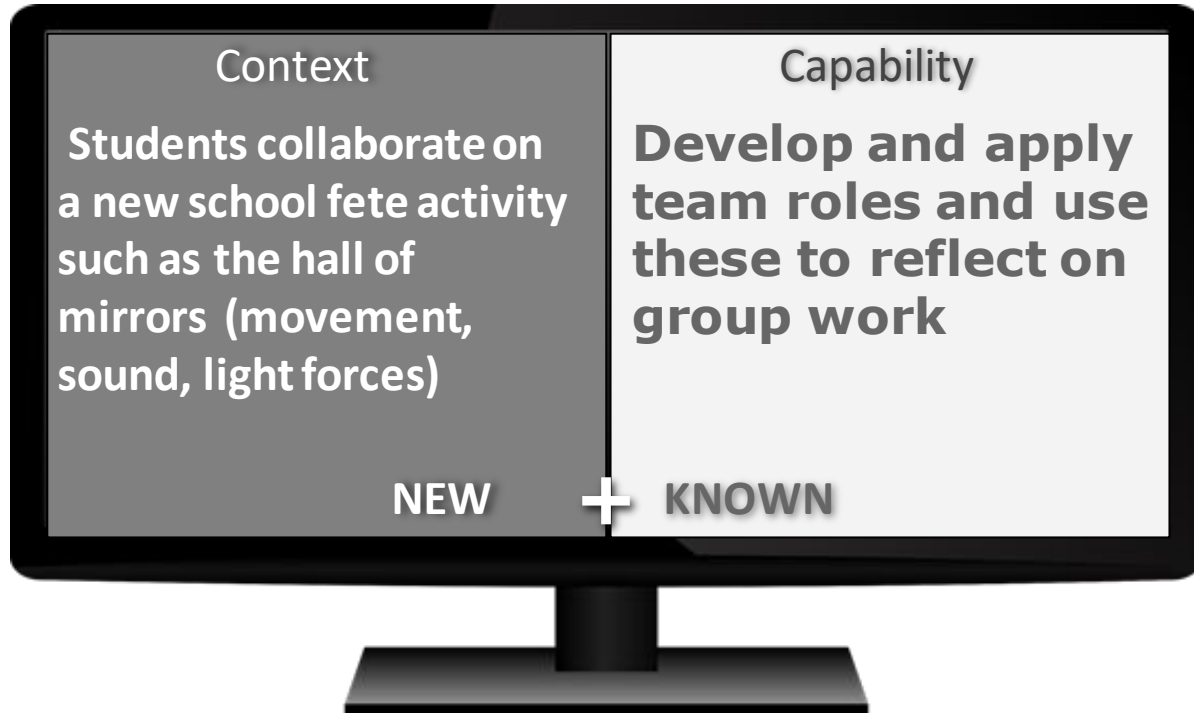 Context
Students collaborate on
a new school fete activity
such as the hall of
mirrors (movement,
sound, light forces)
NEW
Capability
Develop and apply
team roles and use
these to reflect on
group work
+ KNOWN